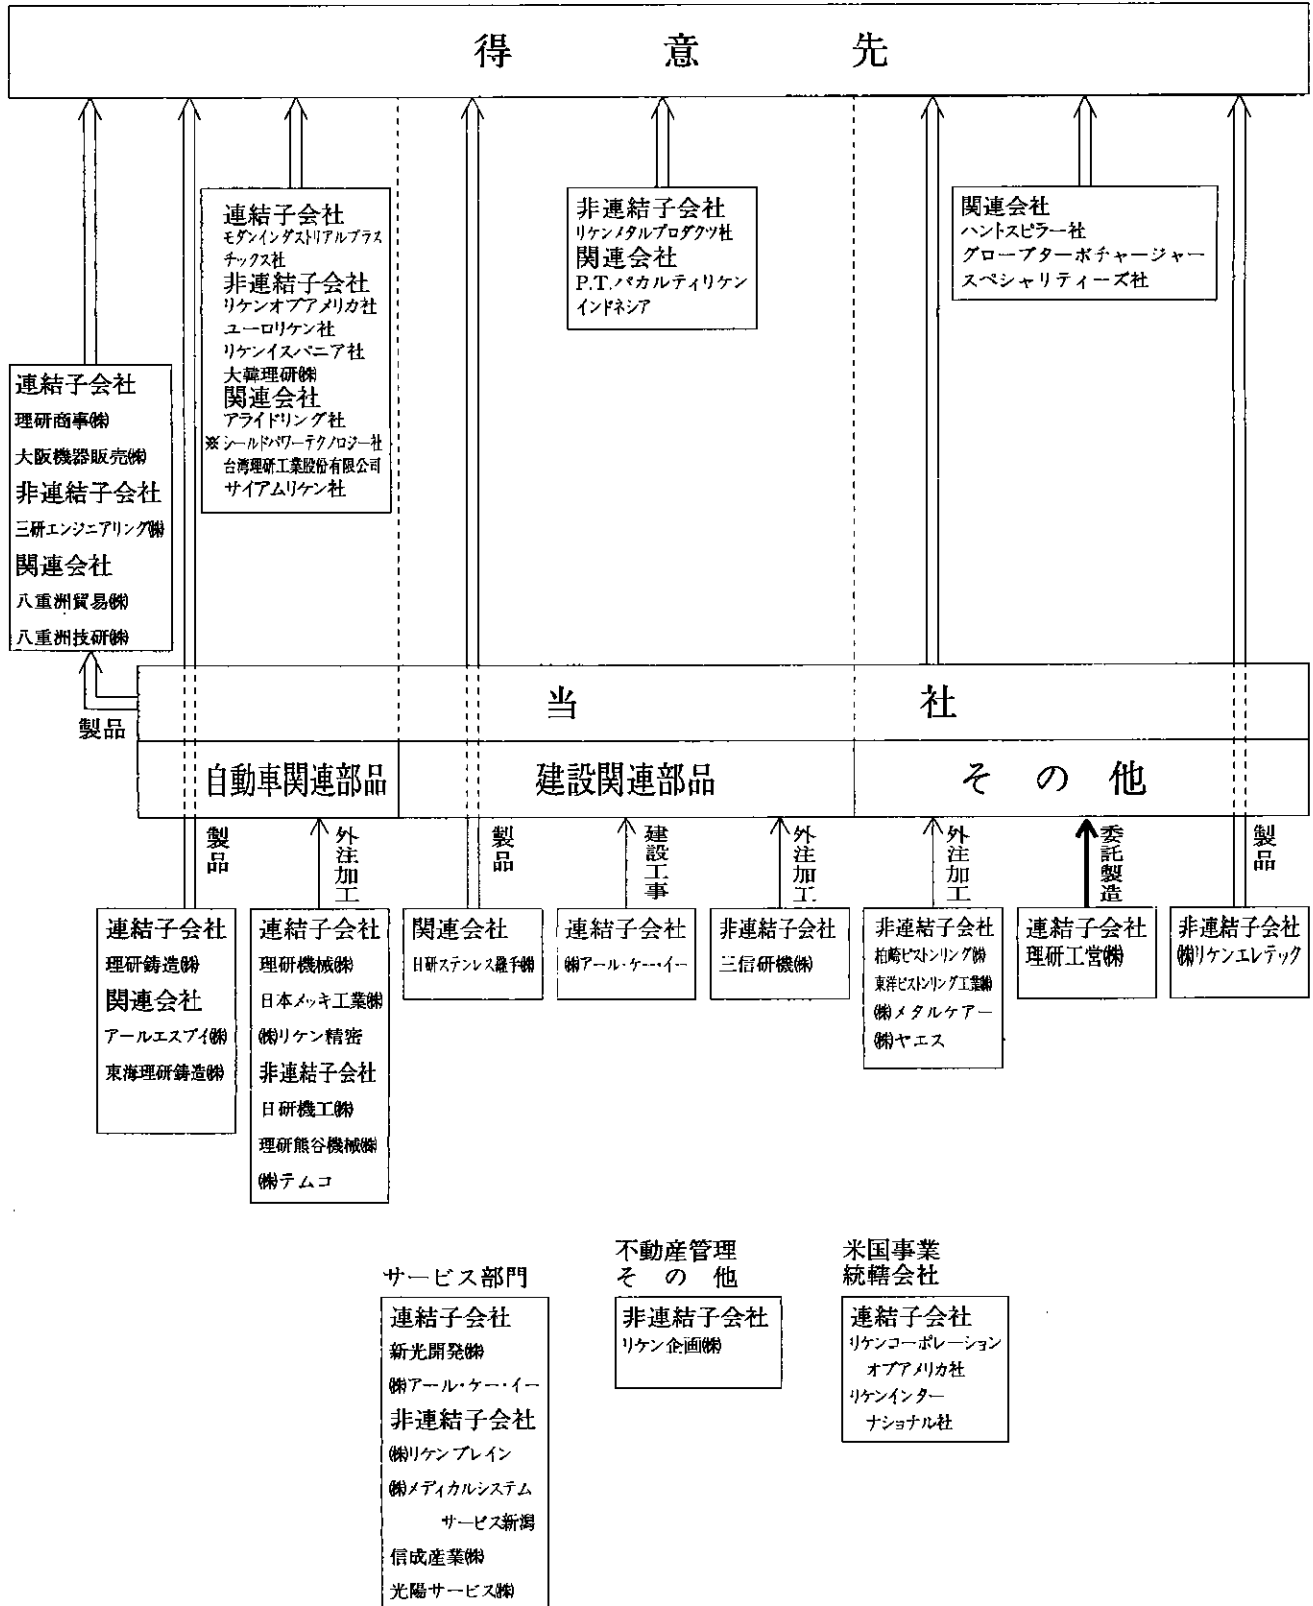 得意先
連結子会社
モダンインダストリアルプラス
チックス社
非連結子会社
リケンオブアメリカ社
ユーロリケン社
リケンイスパニア社
大韓理研㈱
関連会社
アライドリング社
※シールドパワーテクノロジー社
台湾理研工業股份有限公司
サイアムリケン社
非連結子会社
リケンメタルプロダクツ社
関連会社
P.T.パカルティリケン
インドネシア
関連会社
ハントスピラー社
グローブターボチャージャー
スペシャリティーズ社
連結子会社
理研商事㈱
大阪機器販売㈱
非連結子会社
三研エンジニアリング㈱
関連会社
八重洲貿易㈱
八重洲技研㈱
製品
当社
自動車関連部品
建設関連部品
その他
製品
外注加工
製品
建設工事
外注加工
外注加工
委託製造
製品
連結子会社
理研鋳造㈱
関連会社
アールエスブイ㈱
東海理研鋳造㈱
連結子会社
理研機械㈱
日本メッキ工業㈱
㈱リケン精密
非連結子会社
日研機工㈱
理研熊谷機械㈱
㈱テムコ
関連会社
日研ステンレス継手㈱
連結子会社
㈱アール・ケー・イー
非連結子会社
三信研機㈱
非連結子会社
柏崎ピストンリング㈱
東洋ピストンリング工業㈱
㈱メタルケアー
㈱ヤエス
連結子会社
理研工営㈱
非連結子会社
㈱リケンエレテック
サービス部門
連結子会社
新光開発㈱
㈱アール・ケー・イー
非連結子会社
㈱リケンブレイン
㈱メディカルシステム
サービス新潟
信成産業㈱
光陽サービス㈱
不動産管理
その他
非連結子会社
リケン企画㈱
米国事業
統轄会社
連結子会社
リケンコーポレーション
オブアメリカ社
リケンインター
ナショナル社